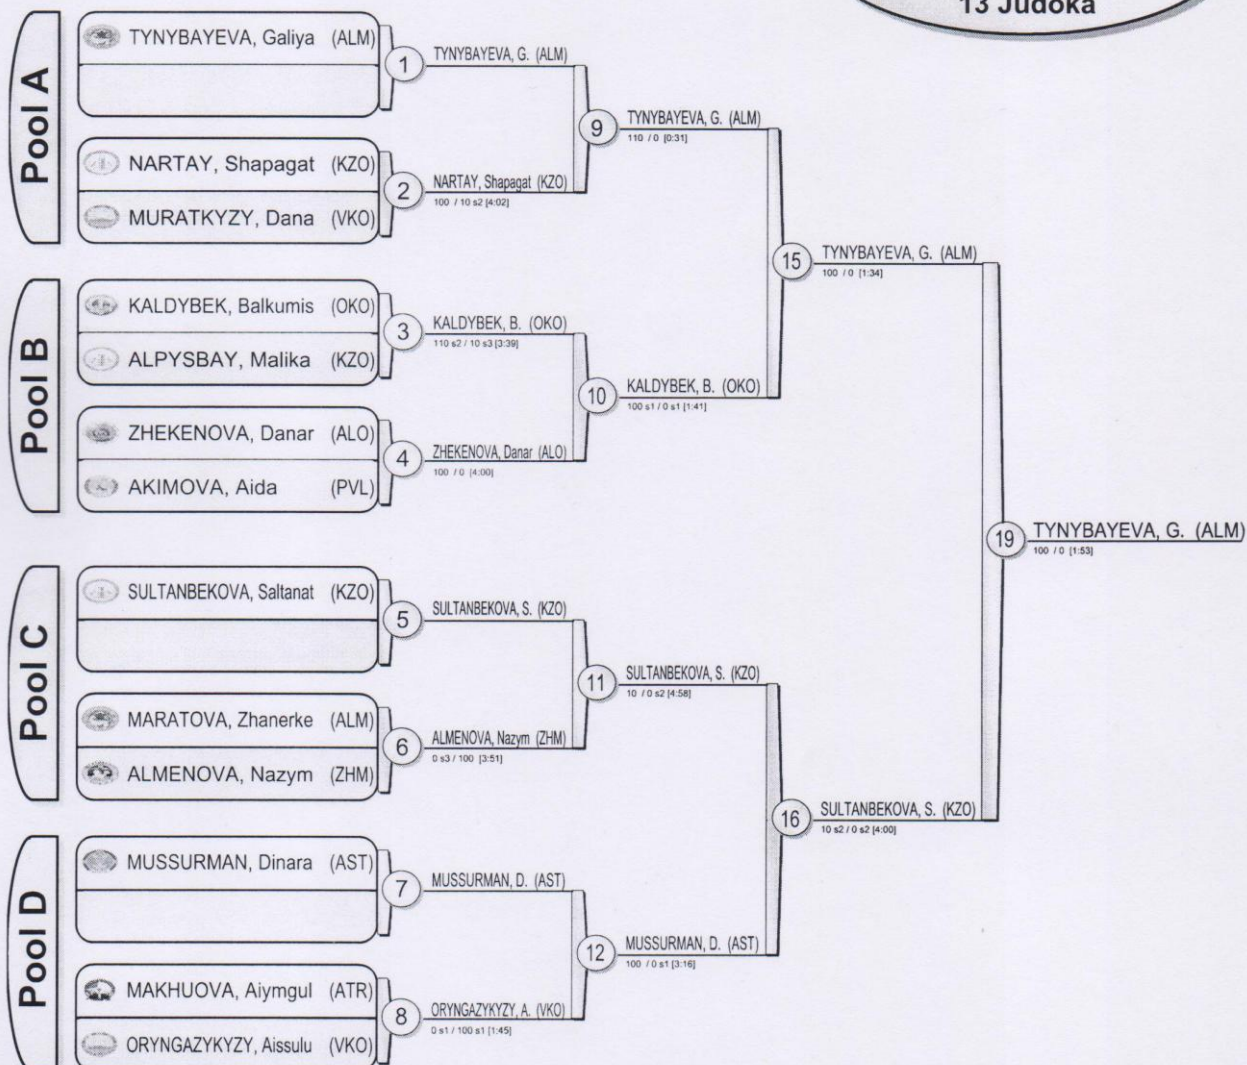 13 Judoka
Pool A
TYNYBAYEVA, Galiya (ALM)
NARTAY, Shapagat (KZO)
MURATKYZY, Dana (VKO)
1
TYNYBAYEVA, G. (ALM)
2
NARTAY, Shapagat (KZO)
100 / 10 s2 [4:02]
9
TYNYBAYEVA, G. (ALM)
110 / 0 [0:31]
Pool B
KALDYBEK, Balkumis (OKO)
ALPYSBAY, Malika (KZO)
ZHEKENOVA, Danar (ALO)
AKIMOVA, Aida (PVL)
3
KALDYBEK, B. (OKO)
110 s2 / 10 s3 [3:39]
4
ZHEKENOVA, Danar (ALO)
100 / 0 [4:00]
10
KALDYBEK, B. (OKO)
100 s1 / 0 s1 [1:41]
15
TYNYBAYEVA, G. (ALM)
100 / 0 [1:34]
Pool C
SULTANBEKOVA, Saltanat (KZO)
MARATOVA, Zhanerke (ALM)
ALMENOVA, Nazym (ZHM)
5
SULTANBEKOVA, S. (KZO)
6
ALMENOVA, Nazym (ZHM)
0 s3 / 100 [3:51]
11
SULTANBEKOVA, S. (KZO)
10 / 0 s2 [4:58]
Pool D
MUSSURMAN, Dinara (AST)
MAKHUOVA, Aiymgul (ATR)
ORYNGAZYKYZY, Aissulu (VKO)
7
MUSSURMAN, D. (AST)
8
ORYNGAZYKYZY, A. (VKO)
0 s1 / 100 s1 [1:45]
12
MUSSURMAN, D. (AST)
100 / 0 s1 [3:16]
16
SULTANBEKOVA, S. (KZO)
10 s2 / 0 s2 [4:00]
19
TYNYBAYEVA, G. (ALM)
100 / 0 [1:53]